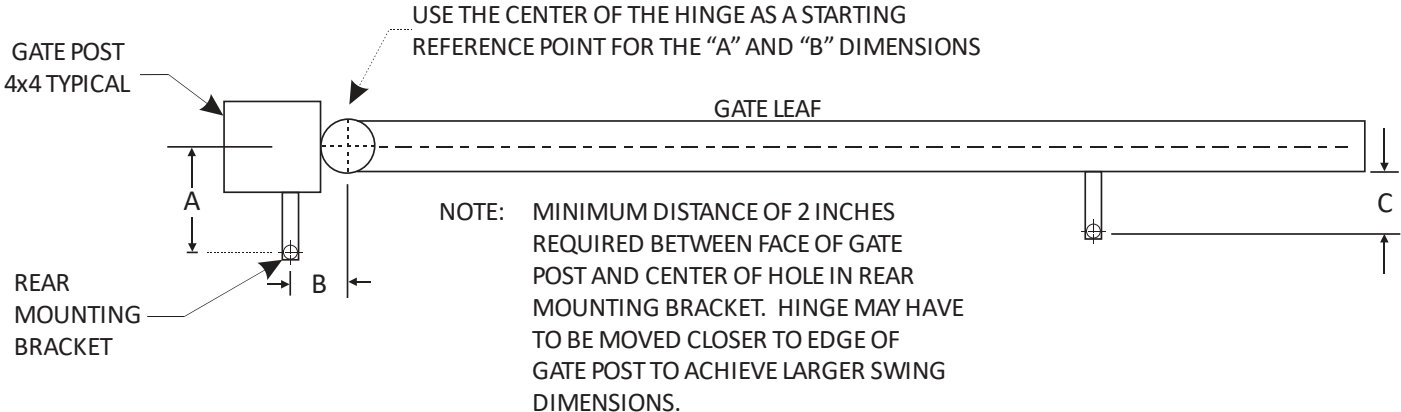 USE THE CENTER OF THE HINGE AS A STARTING
REFERENCE POINT FOR THE “A” AND “B” DIMENSIONS
GATE POST
4x4 TYPICAL
GATE LEAF
A
B
C
REAR
MOUNTING
BRACKET
NOTE: MINIMUM DISTANCE OF 2 INCHES
REQUIRED BETWEEN FACE OF GATE
POST AND CENTER OF HOLE IN REAR
MOUNTING BRACKET. HINGE MAY HAVE
TO BE MOVED CLOSER TO EDGE OF
GATE POST TO ACHIEVE LARGER SWING
DIMENSIONS.